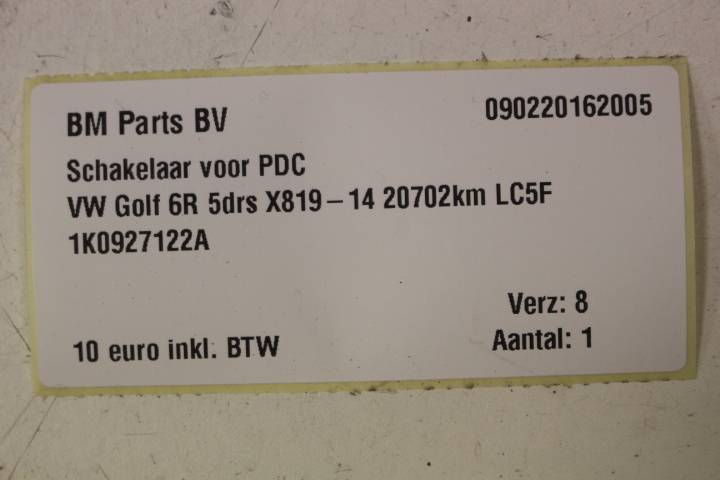 BM Parts BV
090220162005
Schakelaar voor PDC
VW Golf 6R 5drs X819-14 20702km LC5F
1K0927122A
Verz: 8
10 euro inkl. BTW
Aantal: 1